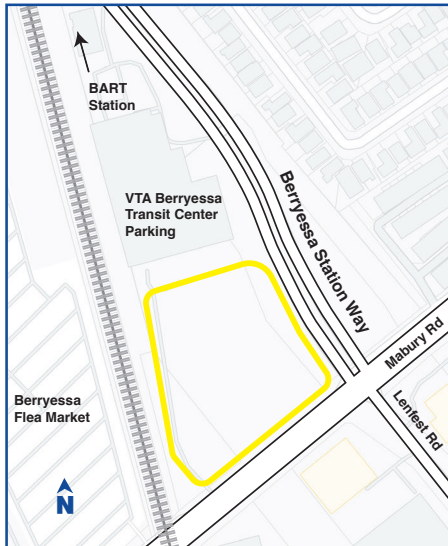 BART
Station
VTA Berryessa
Transit Center
Parking
Berryessa Station Way
Mabury Rd
Lenfest Rd
Berryessa
Flea Market
N